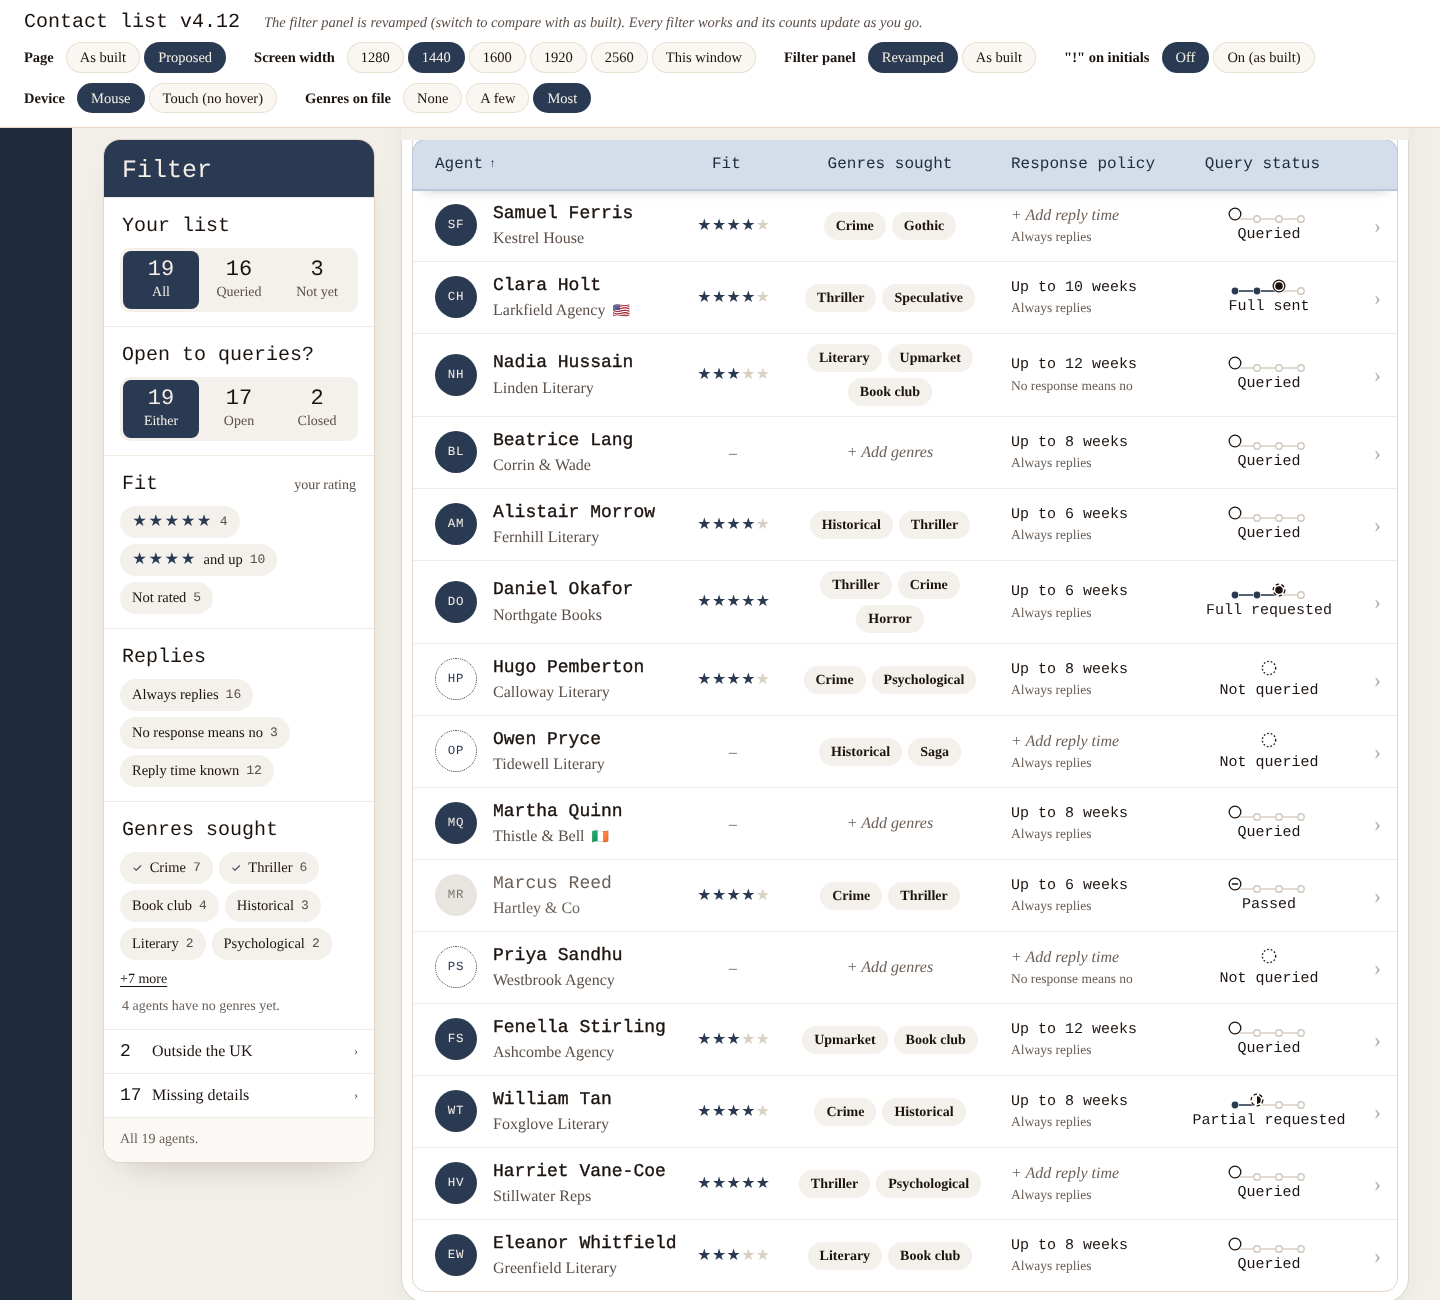 Contact list v4.12 The filter panel is revamped (switch to compare with as built). Every filter works and its counts update as you go.
Page As built Proposed Screen width 1280 1440 1600 1920 2560 This window Filter panel Revamped As built "!" on initials Off On (as built)
Device Mouse Touch (no hover) Genres on file None A few Most
Filter
Your list
19 16 3
All Queried Not yet
Open to queries?
19 17 2
Either Open Closed
Fit your rating
★★★★★ 4
★★★★ and up 10
Not rated 5
Replies
Always replies 16
No response means no 3
Reply time known 12
Genres sought
✓ Crime 7 ✓ Thriller 6
Book club 4 Historical 3
Literary 2 Psychological 2
+7 more
4 agents have no genres yet.
2 Outside the UK ›
17 Missing details ›
All 19 agents.
Agent ↑ Fit Genres sought Response policy Query status
SF Samuel Ferris ★★★★★ Crime Gothic + Add reply time Queried ›
Kestrel House Always replies
CH Clara Holt ★★★★★ Thriller Speculative Up to 10 weeks Full sent ›
Larkfield Agency 🇺🇸 Always replies
NH Nadia Hussain ★★★★★ Literary Upmarket Up to 12 weeks Queried ›
Linden Literary Book club No response means no
BL Beatrice Lang – + Add genres Up to 8 weeks Queried ›
Corrin & Wade Always replies
AM Alistair Morrow ★★★★★ Historical Thriller Up to 6 weeks Queried ›
Fernhill Literary Always replies
DO Daniel Okafor ★★★★★ Thriller Crime Up to 6 weeks Full requested ›
Northgate Books Horror Always replies
HP Hugo Pemberton ★★★★★ Crime Psychological Up to 8 weeks Not queried ›
Calloway Literary Always replies
OP Owen Pryce – Historical Saga + Add reply time Not queried ›
Tidewell Literary Always replies
MQ Martha Quinn – + Add genres Up to 8 weeks Queried ›
Thistle & Bell 🇮🇪 Always replies
MR Marcus Reed ★★★★★ Crime Thriller Up to 6 weeks Passed ›
Hartley & Co Always replies
PS Priya Sandhu – + Add genres + Add reply time Not queried ›
Westbrook Agency No response means no
FS Fenella Stirling ★★★★★ Upmarket Book club Up to 12 weeks Queried ›
Ashcombe Agency Always replies
WT William Tan ★★★★★ Crime Historical Up to 8 weeks Partial requested ›
Foxglove Literary Always replies
HV Harriet Vane-Coe ★★★★★ Thriller Psychological + Add reply time Queried ›
Stillwater Reps Always replies
EW Eleanor Whitfield ★★★★★ Literary Book club Up to 8 weeks Queried ›
Greenfield Literary Always replies